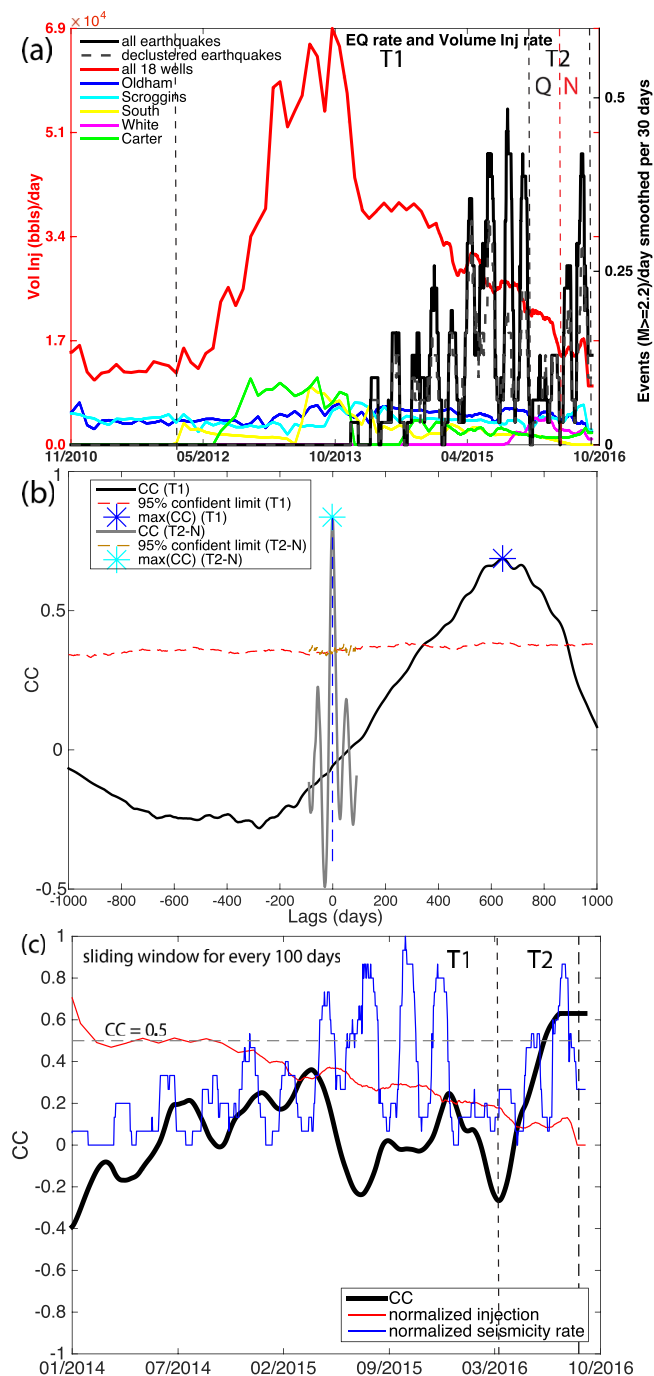 (a)
6.9 × 10⁴
EQ rate and Volume Inj rate
all earthquakes
declustered earthquakes
all 18 wells
Oldham
Scroggins
South
White
Carter
T1
T2
Q
N
5.1
3.4
1.7
0.0
Vol Inj (bbls)/day
0.5
0.25
0
Events (M>=2.2)/day smoothed per 30 days
11/2010
05/2012
10/2013
04/2015
10/2016
(b)
1
0.5
0
-0.5
CC
CC (T1)
95% confident limit (T1)
max(CC) (T1)
CC (T2-N)
95% confident limit (T2-N)
max(CC) (T2-N)
-1000 -800 -600 -400 -200 0 200 400 600 800 1000
Lags (days)
(c)
sliding window for every 100 days
T1
T2
CC = 0.5
1
0.8
0.6
0.4
0.2
0
-0.2
-0.4
-0.6
-0.8
-1
CC
CC
normalized injection
normalized seismicity rate
01/2014 07/2014 02/2015 09/2015 03/2016 10/2016